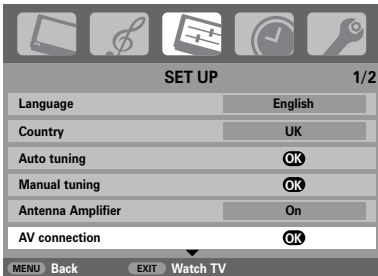 SET UP 1/2
Language English
Country UK
Auto tuning OK
Manual tuning OK
Antenna Amplifier On
AV connection OK
MENU Back EXIT Watch TV